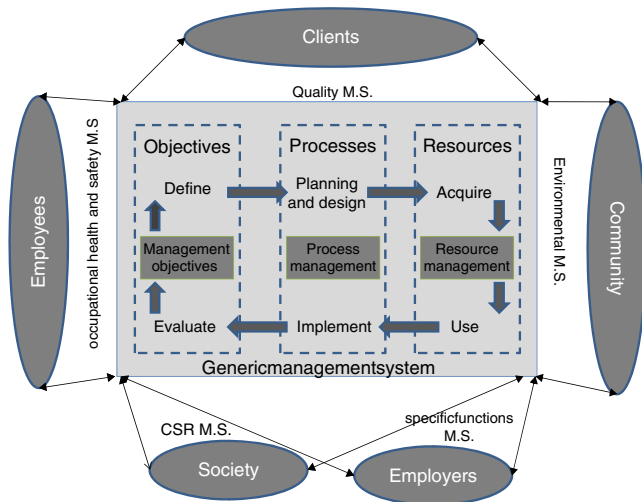 Clients
Quality M.S.
Employees
occupational health and safety M.S
Objectives
Processes
Resources
Define
Planning
and design
Acquire
Management
objectives
Process
management
Resource
management
Evaluate
Implement
Use
Genericmanagementsystem
Environmental M.S.
Community
CSR M.S.
specificfunctions
M.S.
Society
Employers